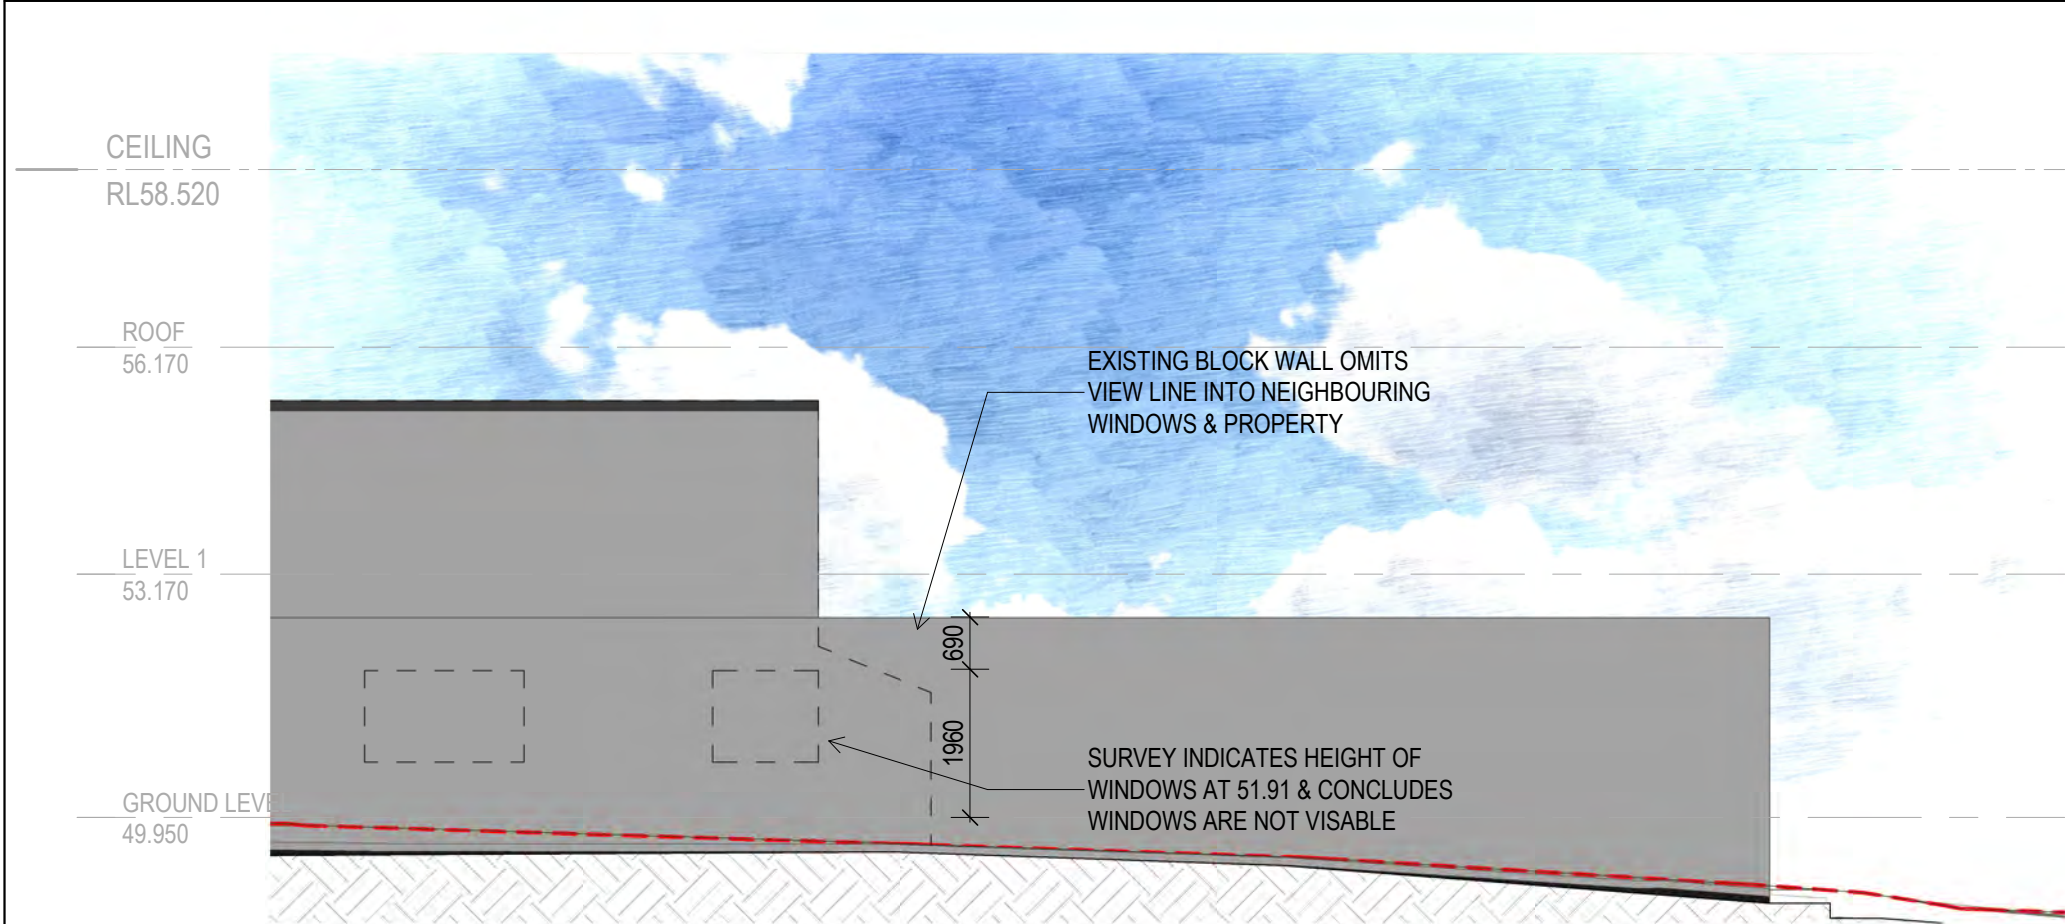 CEILING
RL58.520
ROOF
56.170
EXISTING BLOCK WALL OMITS
VIEW LINE INTO NEIGHBOURING
WINDOWS & PROPERTY
LEVEL 1
53.170
690
1960
SURVEY INDICATES HEIGHT OF
WINDOWS AT 51.91 & CONCLUDES
WINDOWS ARE NOT VISABLE
GROUND LEVE
49.950